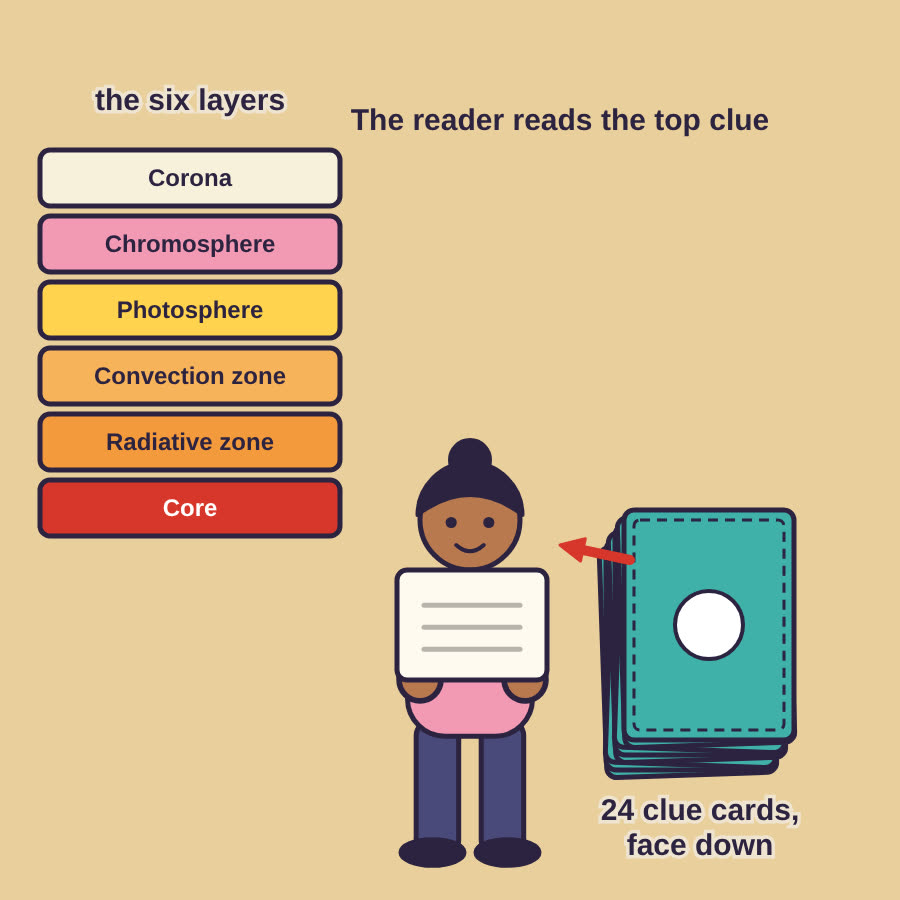 the six layers
The reader reads the top clue
Corona
Chromosphere
Photosphere
Convection zone
Radiative zone
Core
24 clue cards,
face down